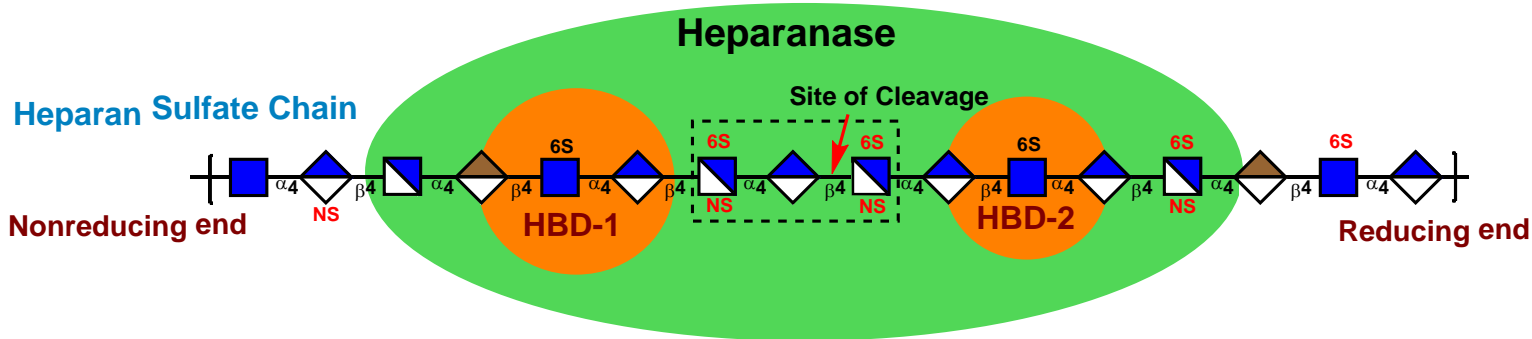 Heparanase
Site of Cleavage
Heparan Sulfate Chain
6S 6S 6S 6S 6S 6S
α4 β4 α4 β4 α4 β4 β4 α4 β4 α4 β4 α4 β4 α4
NS NS NS NS
Nonreducing end HBD-1 HBD-2 Reducing end